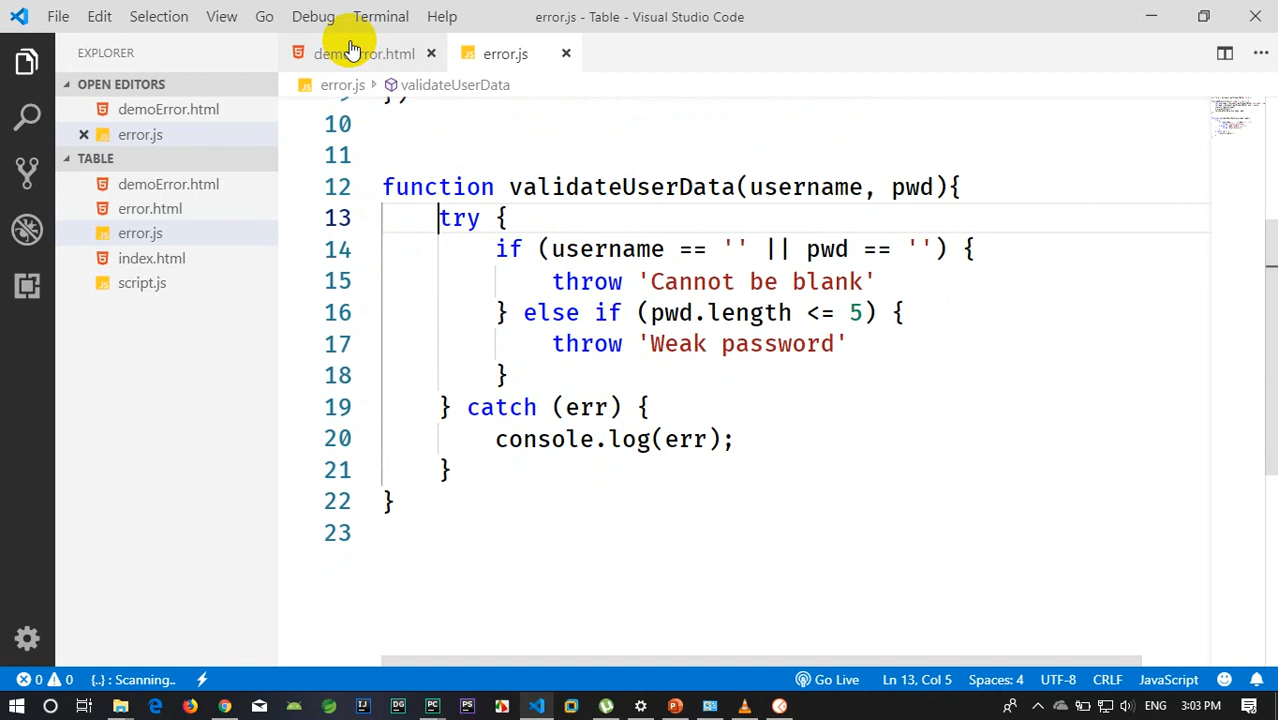 File Edit Selection View Go Debug Terminal Help error.js - Table - Visual Studio Code
EXPLORER
OPEN EDITORS
demoError.html
error.js
TABLE
demoError.html
error.html
error.js
index.html
script.js
demoError.html error.js
error.js validateUserData
10
11
12 function validateUserData(username, pwd){
13 try {
14 if (username == '' || pwd == '') {
15 throw 'Cannot be blank'
16 } else if (pwd.length <= 5) {
17 throw 'Weak password'
18 }
19 } catch (err) {
20 console.log(err);
21 }
22 }
23
0 0 {..} : Scanning.. Go Live Ln 13, Col 5 Spaces: 4 UTF-8 CRLF JavaScript
3:03 PM